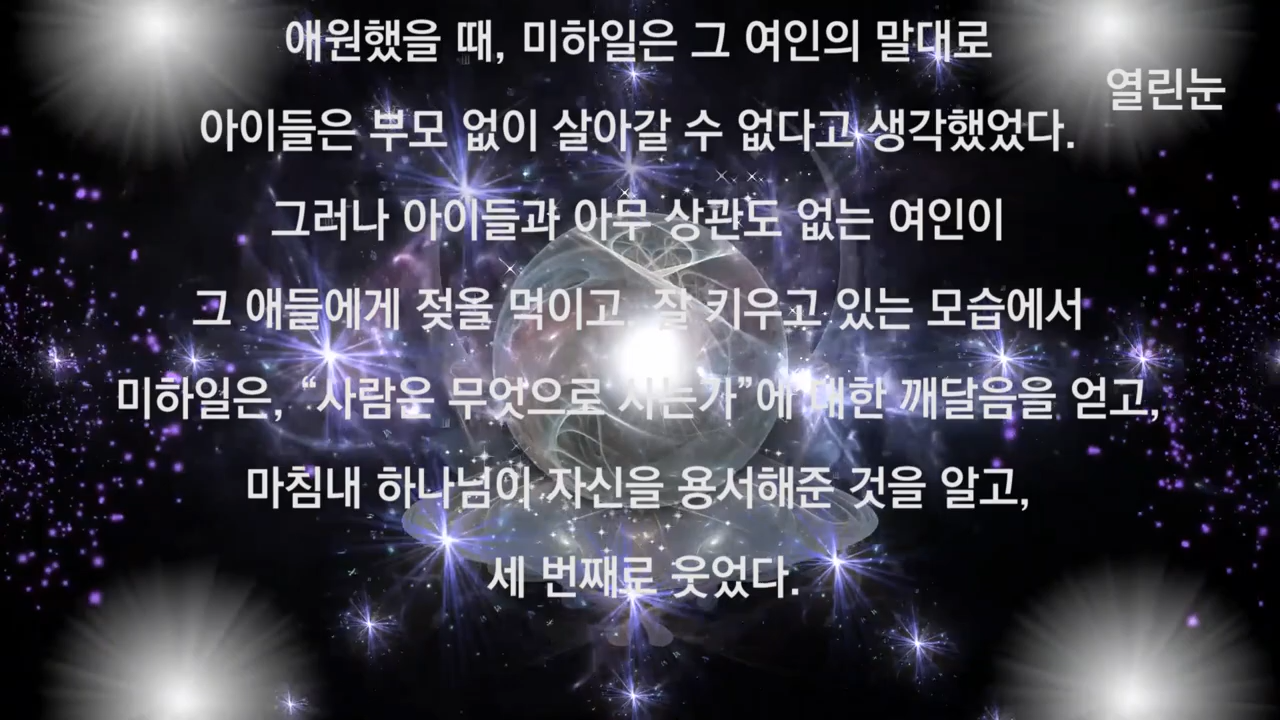 애원했을 때, 미하일은 그 여인의 말대로
열린눈
아이들은 부모 없이 살아갈 수 없다고 생각했었다.
그러나 아이들과 아무 상관도 없는 여인이
그 애들에게 젖을 먹이고, 잘 키우고 있는 모습에서
미하일은, “사람은 무엇으로 사는가”에 대한 깨달음을 얻고,
마침내 하나님이 자신을 용서해준 것을 알고,
세 번째로 웃었다.